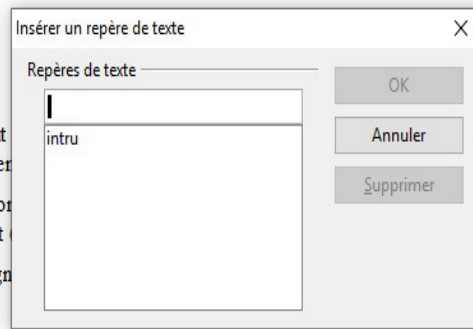 Insérer un repère de texte
Repères de texte
OK
intru
Annuler
Supprimer